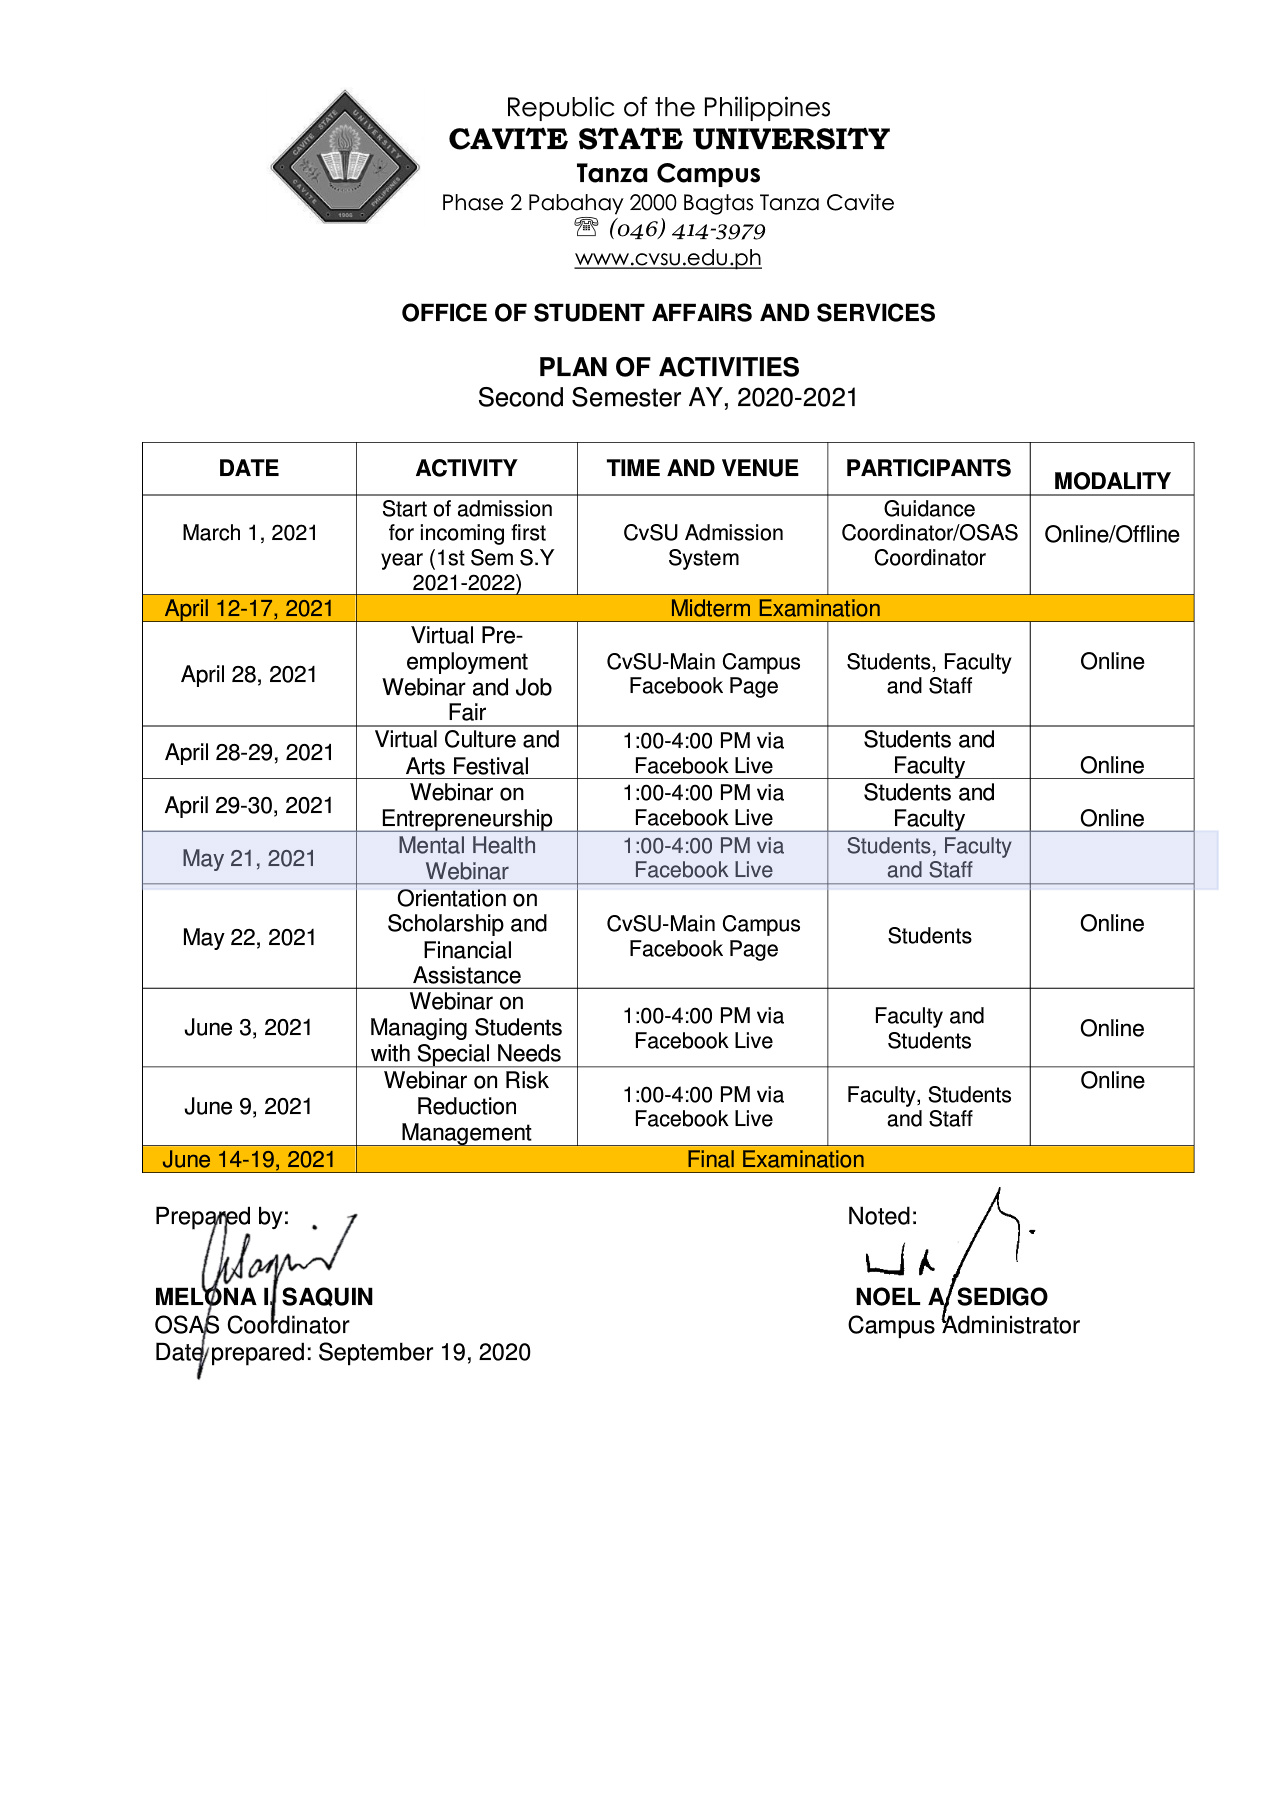 Republic of the Philippines
CAVITE STATE UNIVERSITY
Tanza Campus
Phase 2 Pabahay 2000 Bagtas Tanza Cavite
☏ (046) 414-3979
www.cvsu.edu.ph
CAVITE STATE UNIVERSITY
CAVITE
PHILIPPINES
1906
OFFICE OF STUDENT AFFAIRS AND SERVICES
PLAN OF ACTIVITIES
Second Semester AY, 2020-2021
DATE ACTIVITY TIME AND VENUE PARTICIPANTS MODALITY
March 1, 2021
Start of admission
for incoming first
year (1st Sem S.Y
2021-2022)
CvSU Admission
System
Guidance
Coordinator/OSAS
Coordinator
Online/Offline
April 12-17, 2021 Midterm Examination
April 28, 2021
Virtual Pre-
employment
Webinar and Job
Fair
CvSU-Main Campus
Facebook Page
Students, Faculty
and Staff
Online
April 28-29, 2021
Virtual Culture and
Arts Festival
1:00-4:00 PM via
Facebook Live
Students and
Faculty
Online
April 29-30, 2021
Webinar on
Entrepreneurship
1:00-4:00 PM via
Facebook Live
Students and
Faculty
Online
May 21, 2021
Mental Health
Webinar
1:00-4:00 PM via
Facebook Live
Students, Faculty
and Staff
May 22, 2021
Orientation on
Scholarship and
Financial
Assistance
CvSU-Main Campus
Facebook Page
Students
Online
June 3, 2021
Webinar on
Managing Students
with Special Needs
1:00-4:00 PM via
Facebook Live
Faculty and
Students
Online
June 9, 2021
Webinar on Risk
Reduction
Management
1:00-4:00 PM via
Facebook Live
Faculty, Students
and Staff
Online
June 14-19, 2021 Final Examination
Prepared by:
MELONA I. SAQUIN
OSAS Coordinator
Date prepared: September 19, 2020
Noted:
NOEL A. SEDIGO
Campus Administrator